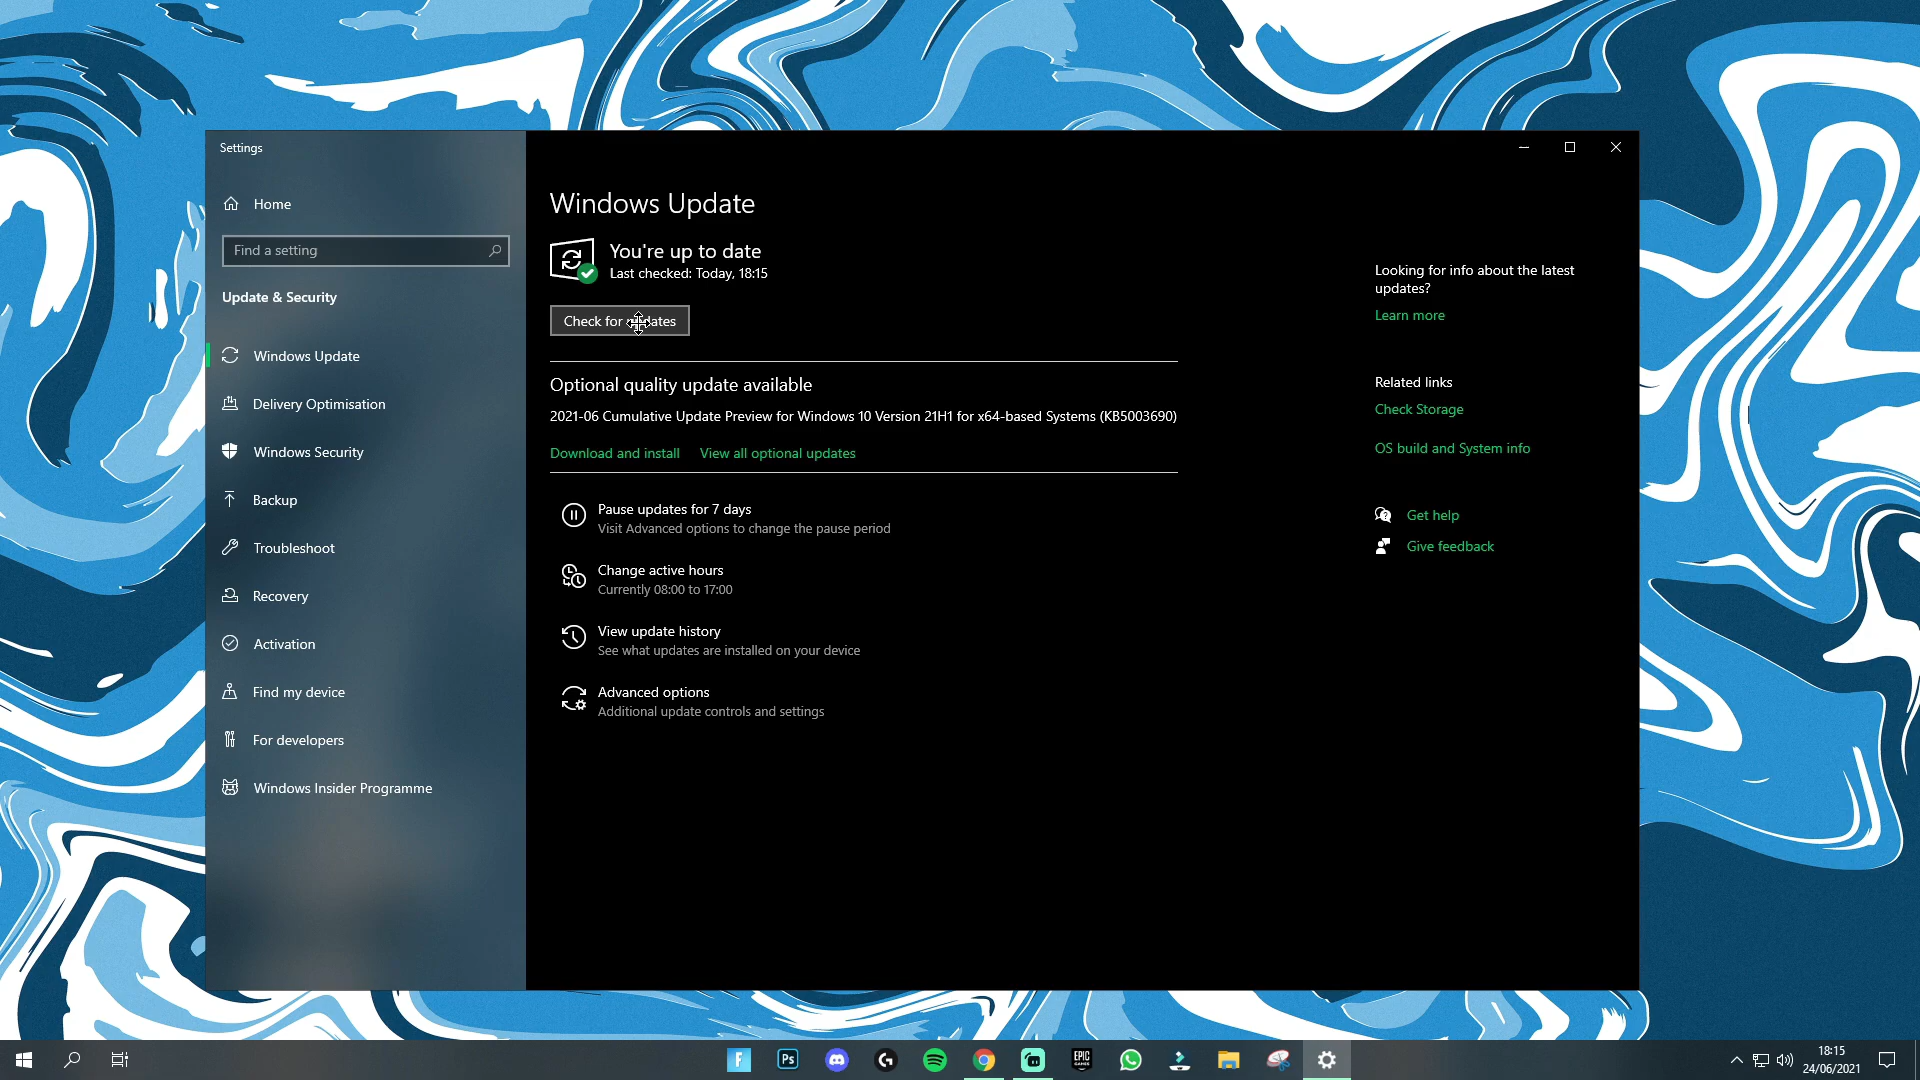 Settings
Home
Find a setting
Update & Security
Windows Update
Delivery Optimisation
Windows Security
Backup
Troubleshoot
Recovery
Activation
Find my device
For developers
Windows Insider Programme
Windows Update
You're up to date
Last checked: Today, 18:15
Check for updates
Optional quality update available
2021-06 Cumulative Update Preview for Windows 10 Version 21H1 for x64-based Systems (KB5003690)
Download and install View all optional updates
Pause updates for 7 days
Visit Advanced options to change the pause period
Change active hours
Currently 08:00 to 17:00
View update history
See what updates are installed on your device
Advanced options
Additional update controls and settings
Looking for info about the latest
updates?
Learn more
Related links
Check Storage
OS build and System info
Get help
Give feedback
F
Ps
EPIC
GAMES
18:15
24/06/2021